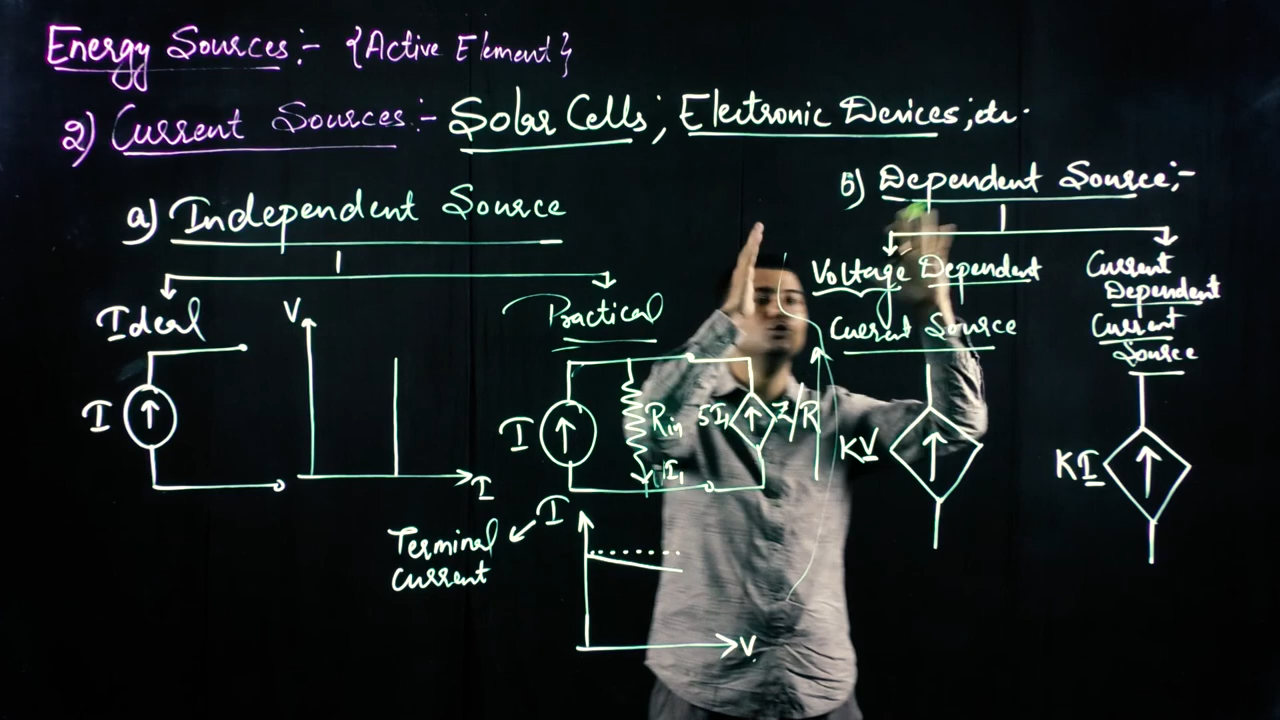 Energy Sources:- {Active Element}
2) Current Sources:- Solar Cells; Electronic Devices; etc.
a) Independent Source
b) Dependent Source:-
Ideal
Practical
Voltage Dependent
Current Source
Current
Dependent
Current
Source
V
I
I
I
Rin
I1
5I1
Z/R
KV
KI
Terminal
current
I
V